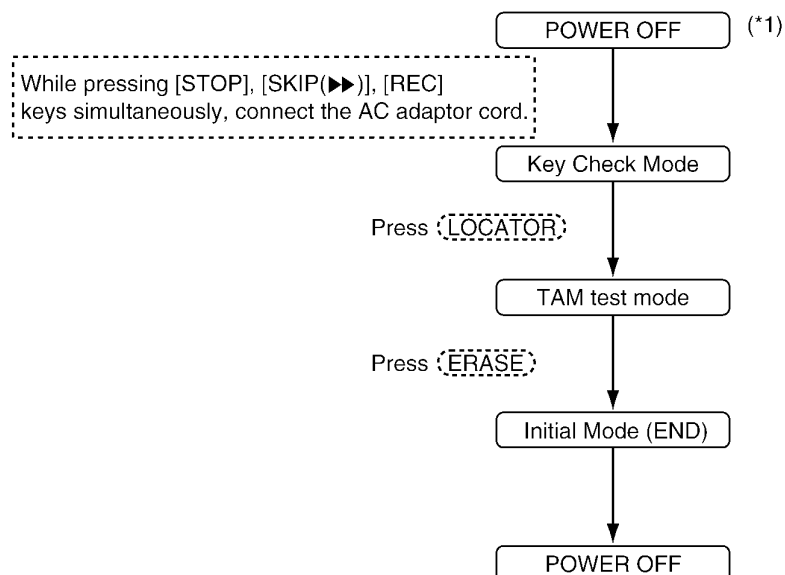 POWER OFF (*1)
While pressing [STOP], [SKIP(▶▶)], [REC]
keys simultaneously, connect the AC adaptor cord.
Key Check Mode
Press LOCATOR
TAM test mode
Press ERASE
Initial Mode (END)
POWER OFF